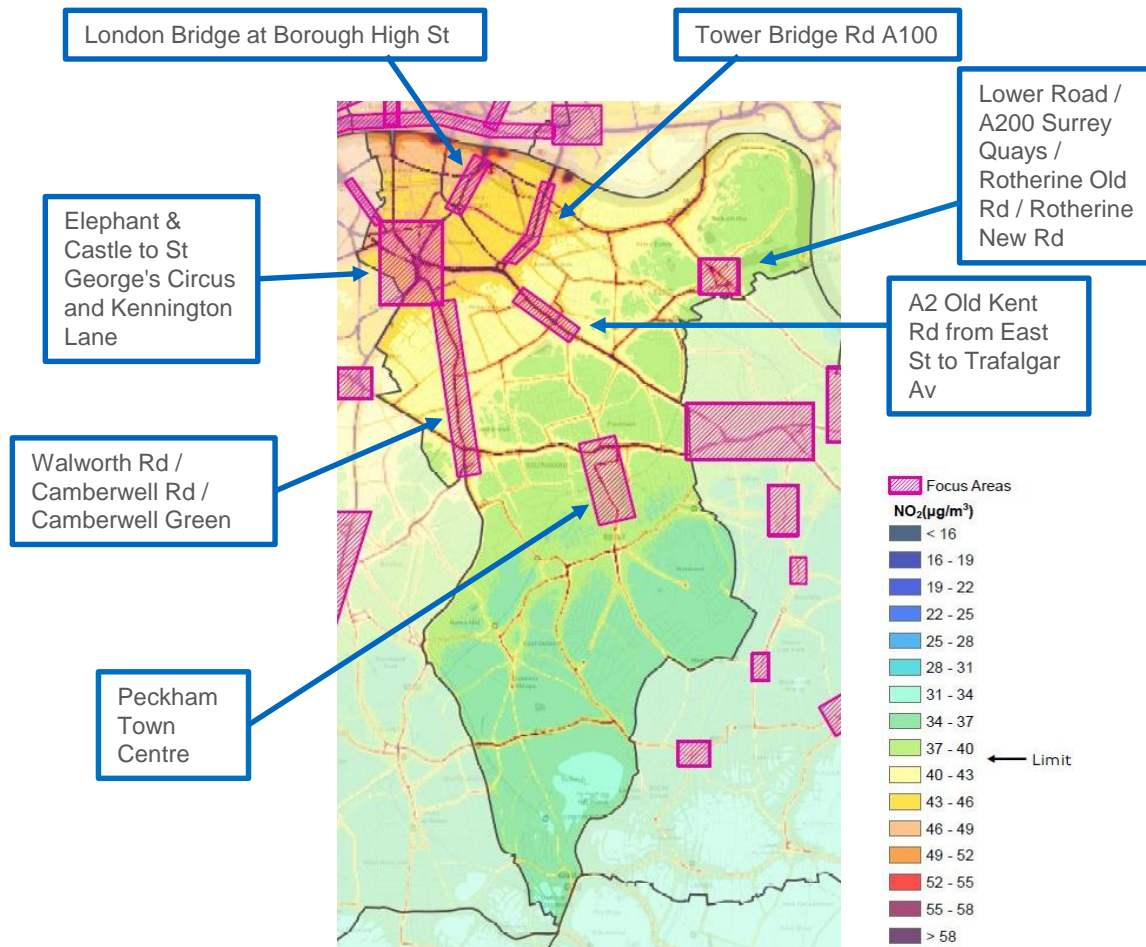 London Bridge at Borough High St
Tower Bridge Rd A100
Lower Road /
A200 Surrey
Quays /
Rotherine Old
Rd / Rotherine
New Rd
Elephant &
Castle to St
George's Circus
and Kennington
Lane
A2 Old Kent
Rd from East
St to Trafalgar
Av
Walworth Rd /
Camberwell Rd /
Camberwell Green
Peckham
Town
Centre
Focus Areas
NO₂(µg/m³)
< 16
16 - 19
19 - 22
22 - 25
25 - 28
28 - 31
31 - 34
34 - 37
37 - 40
Limit
40 - 43
43 - 46
46 - 49
49 - 52
52 - 55
55 - 58
> 58